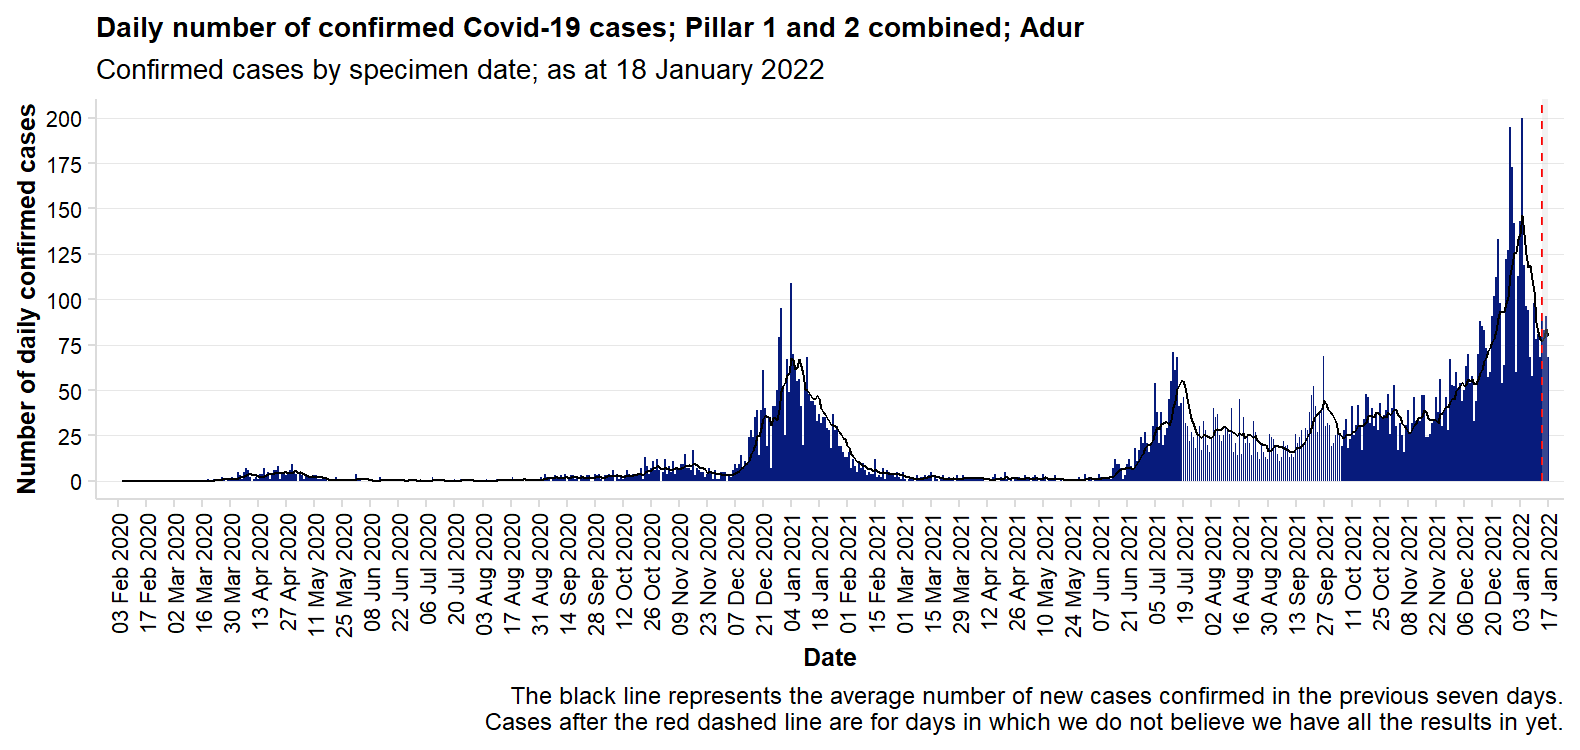 Daily number of confirmed Covid-19 cases; Pillar 1 and 2 combined; Adur
Confirmed cases by specimen date; as at 18 January 2022
Number of daily confirmed cases
200
175
150
125
100
75
50
25
0
03 Feb 2020
17 Feb 2020
02 Mar 2020
16 Mar 2020
30 Mar 2020
13 Apr 2020
27 Apr 2020
11 May 2020
25 May 2020
08 Jun 2020
22 Jun 2020
06 Jul 2020
20 Jul 2020
03 Aug 2020
17 Aug 2020
31 Aug 2020
14 Sep 2020
28 Sep 2020
12 Oct 2020
26 Oct 2020
09 Nov 2020
23 Nov 2020
07 Dec 2020
21 Dec 2020
04 Jan 2021
18 Jan 2021
01 Feb 2021
15 Feb 2021
01 Mar 2021
15 Mar 2021
29 Mar 2021
12 Apr 2021
26 Apr 2021
10 May 2021
24 May 2021
07 Jun 2021
21 Jun 2021
05 Jul 2021
19 Jul 2021
02 Aug 2021
16 Aug 2021
30 Aug 2021
13 Sep 2021
27 Sep 2021
11 Oct 2021
25 Oct 2021
08 Nov 2021
22 Nov 2021
06 Dec 2021
20 Dec 2021
03 Jan 2022
17 Jan 2022
Date
The black line represents the average number of new cases confirmed in the previous seven days.
Cases after the red dashed line are for days in which we do not believe we have all the results in yet.